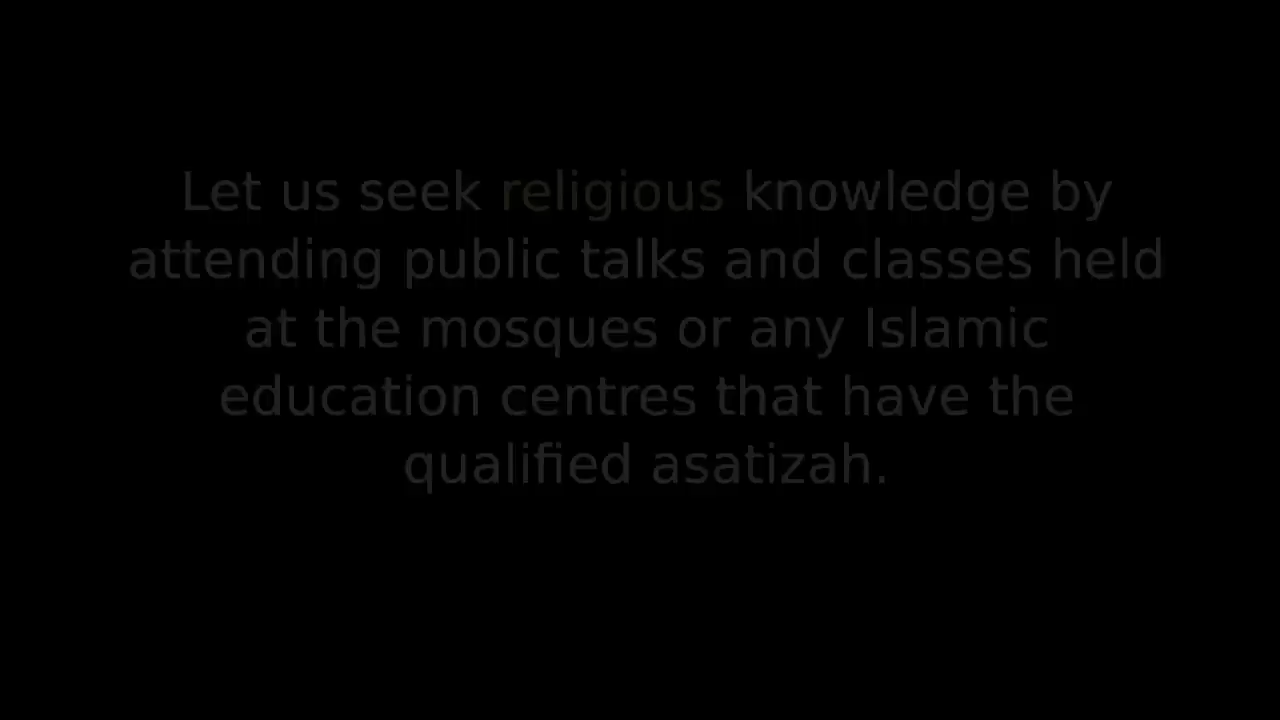 Let us seek religious knowledge by
attending public talks and classes held
at the mosques or any Islamic
education centres that have the
qualified asatizah.